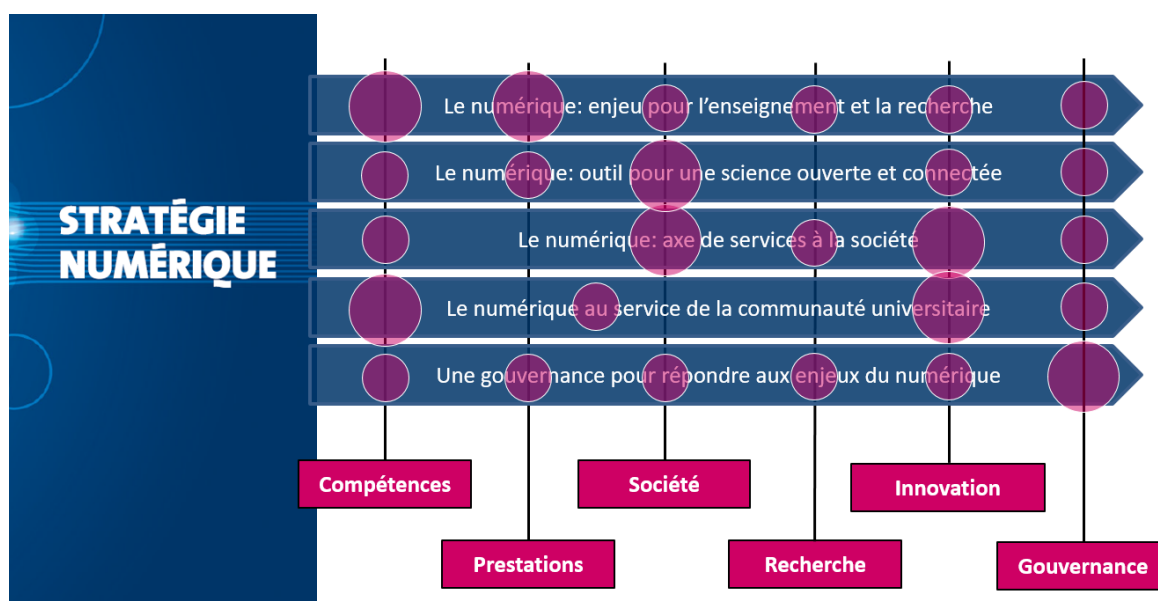 STRATÉGIE
NUMÉRIQUE
Le numérique: enjeu pour l’enseignement et la recherche
Le numérique: outil pour une science ouverte et connectée
Le numérique: axe de services à la société
Le numérique au service de la communauté universitaire
Une gouvernance pour répondre aux enjeux du numérique
Compétences
Société
Innovation
Prestations
Recherche
Gouvernance